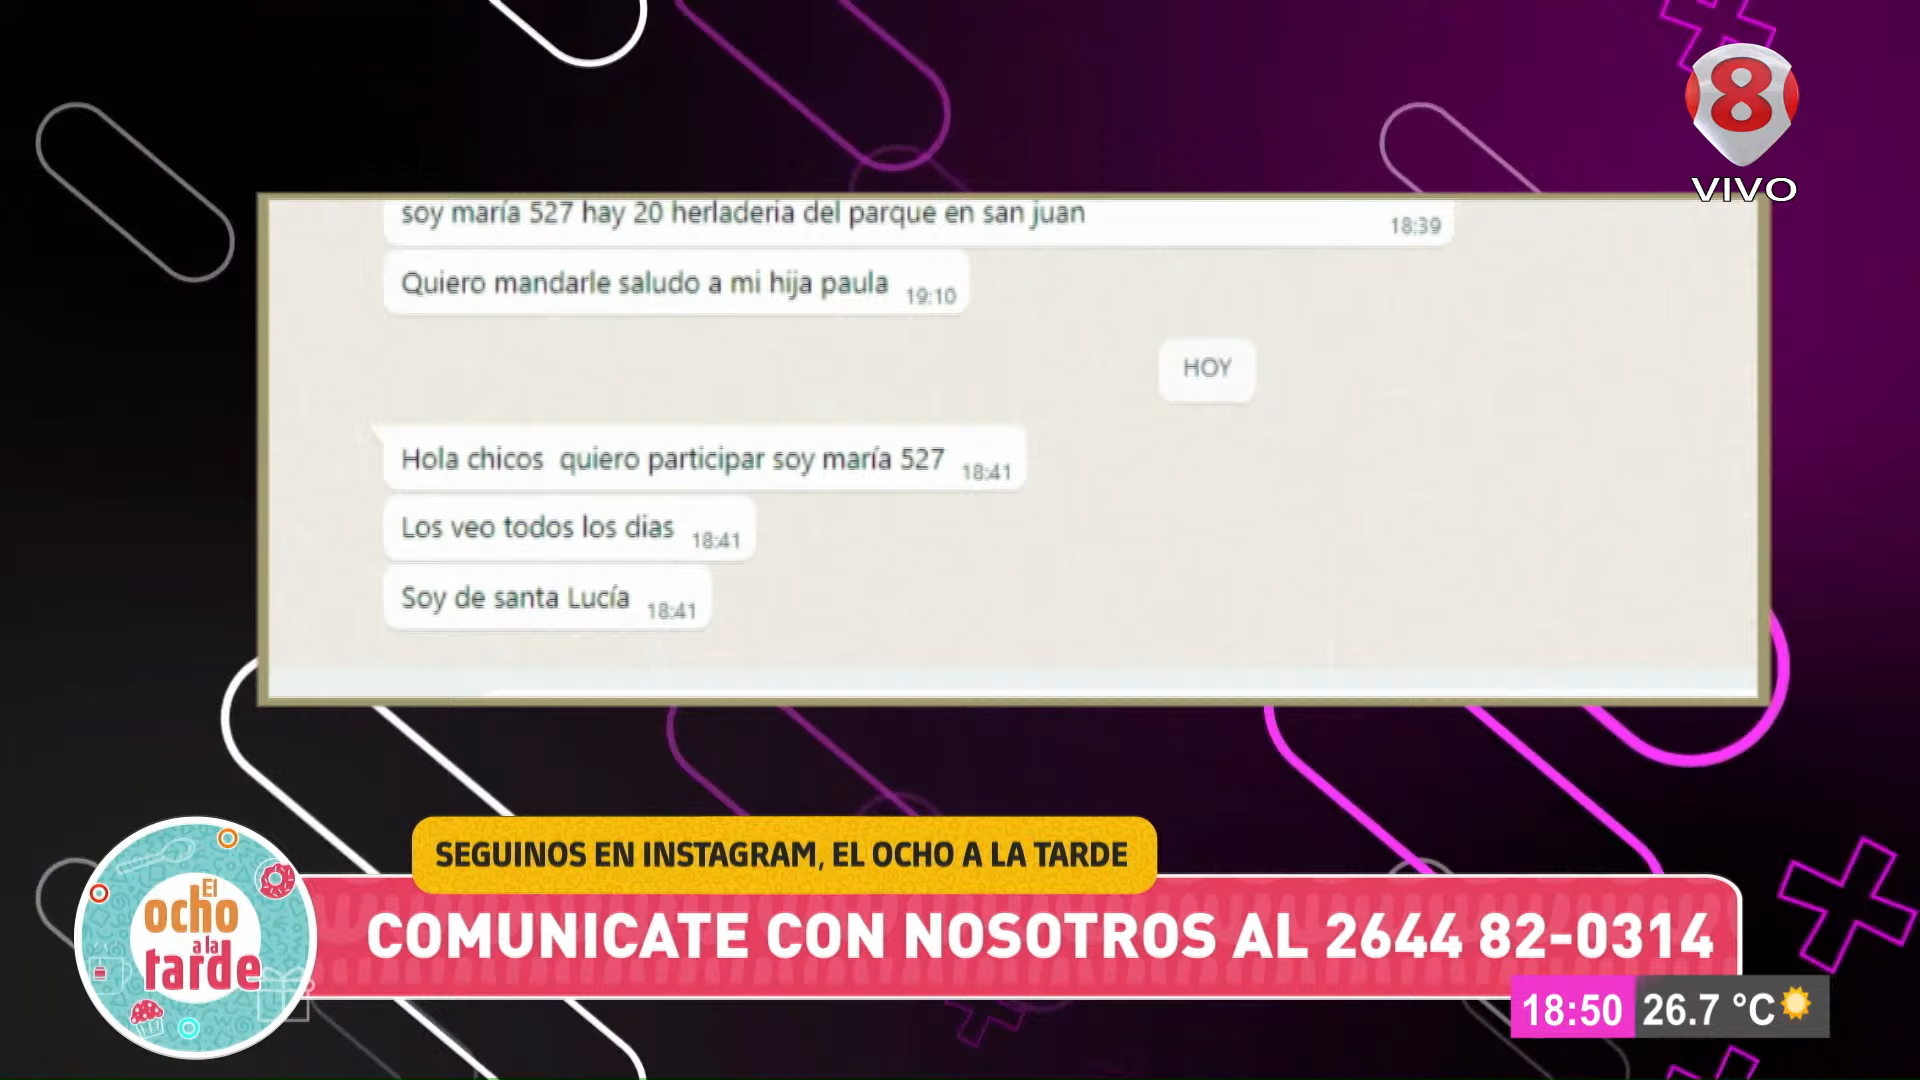 8
VIVO
soy maría 527 hay 20 herladeria del parque en san juan 18:39
Quiero mandarle saludo a mi hija paula 19:10
HOY
Hola chicos quiero participar soy maría 527 18:41
Los veo todos los dias 18:41
Soy de santa Lucía 18:41
SEGUINOS EN INSTAGRAM, EL OCHO A LA TARDE
El
ocho
a la
tarde
COMUNICATE CON NOSOTROS AL 2644 82-0314
18:50 26.7 °C